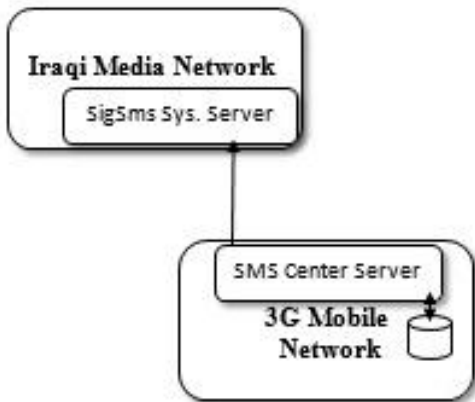 Iraqi Media Network
SigSms Sys. Server
SMS Center Server
3G Mobile
Network